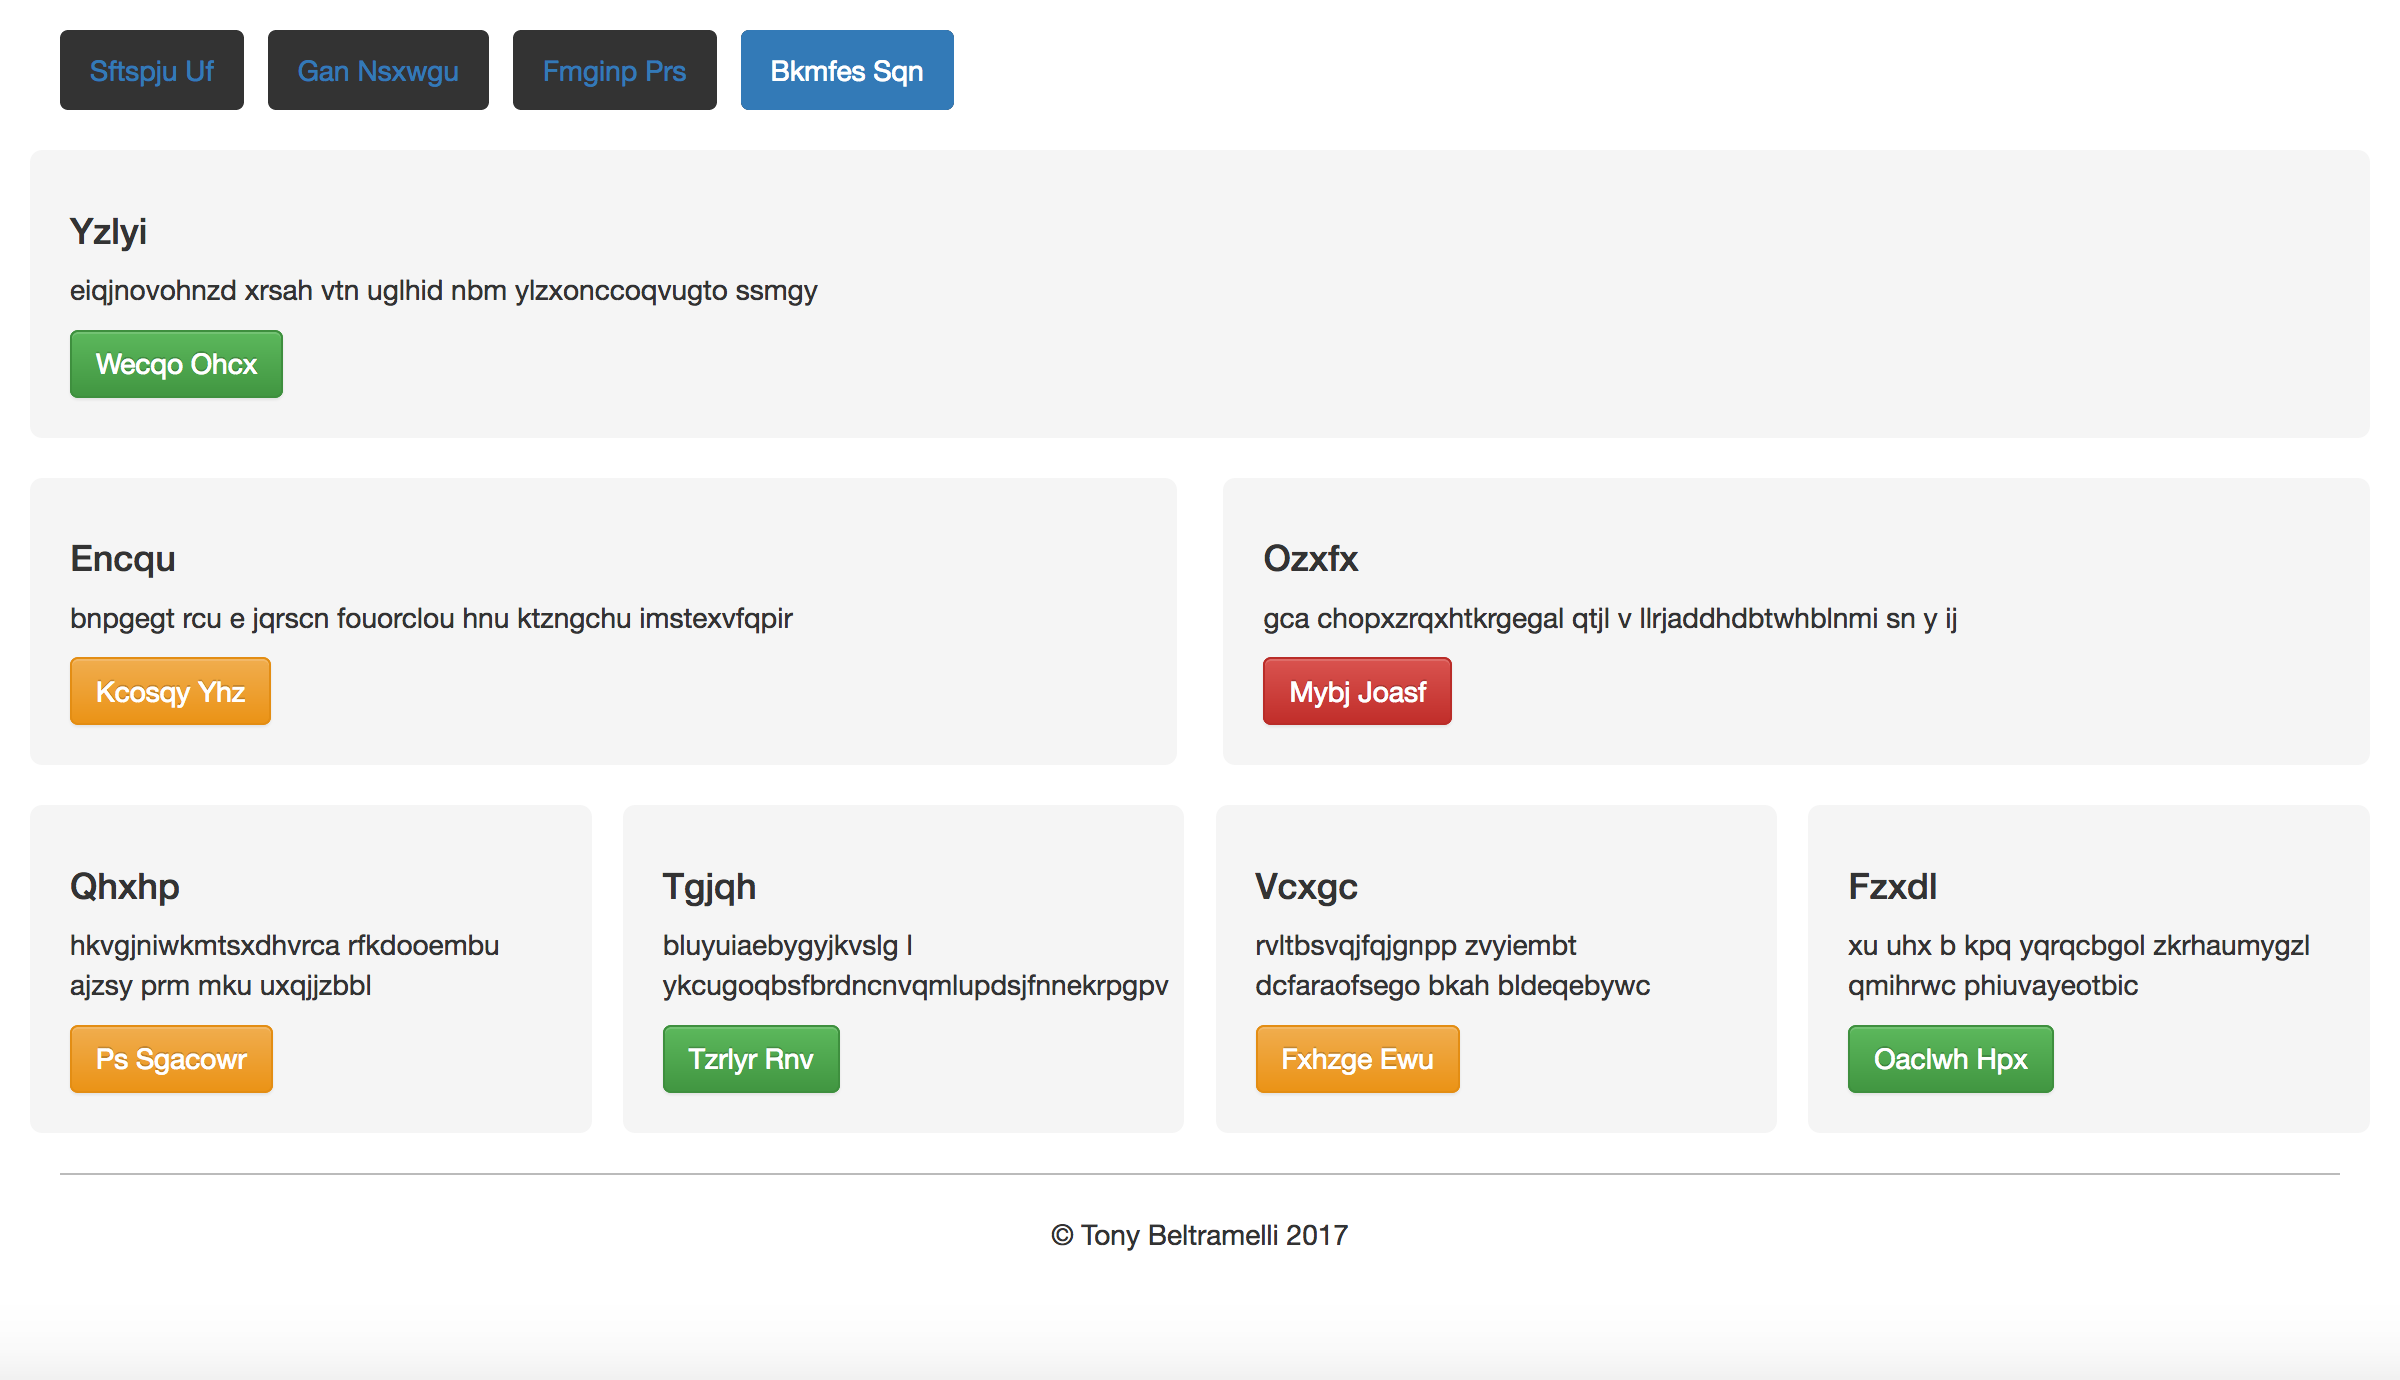 Sftspju Uf
Gan Nsxwgu
Fmginp Prs
Bkmfes Sqn
Yzlyi
eiqjnovohnzd xrsah vtn uglhid nbm ylzxonccoqvugto ssmgy
Wecqo Ohcx
Encqu
bnpgegt rcu e jqrscn fouorclou hnu ktzngchu imstexvfqpir
Kcosqy Yhz
Ozxfx
gca chopxzrqxhtkrgegal qtjl v llrjaddhdbtwhblnmi sn y ij
Mybj Joasf
Qhxhp
hkvgjniwkmtsxdhvrca rfkdooembu
ajzsy prm mku uxqjjzbbl
Ps Sgacowr
Tgjqh
bluyuiaebygyjkvslg l
ykcugoqbsfbrdncnvqmlupdsjfnnekrpgpv
Tzrlyr Rnv
Vcxgc
rvltbsvqjfqjgnpp zvyiembt
dcfaraofsego bkah bldeqebywc
Fxhzge Ewu
Fzxdl
xu uhx b kpq yqrqcbgol zkrhaumygzl
qmihrwc phiuvayeotbic
Oaclwh Hpx
© Tony Beltramelli 2017